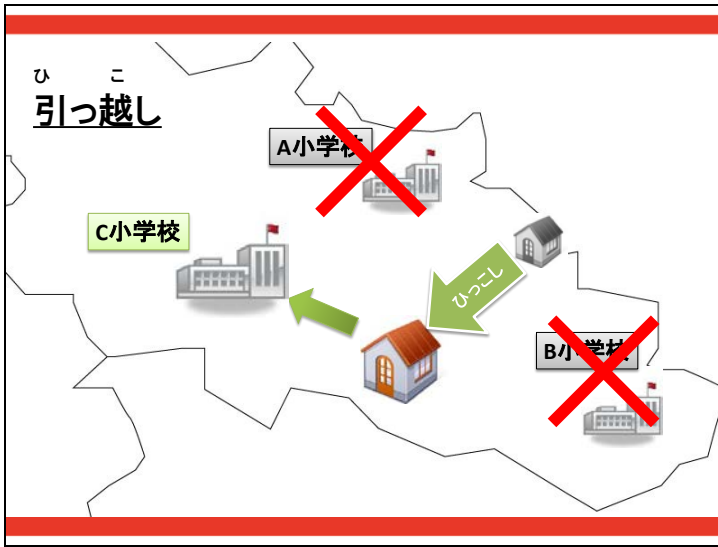 ひ こ
引っ越し
A小学校
C小学校
ひっこし
B小学校